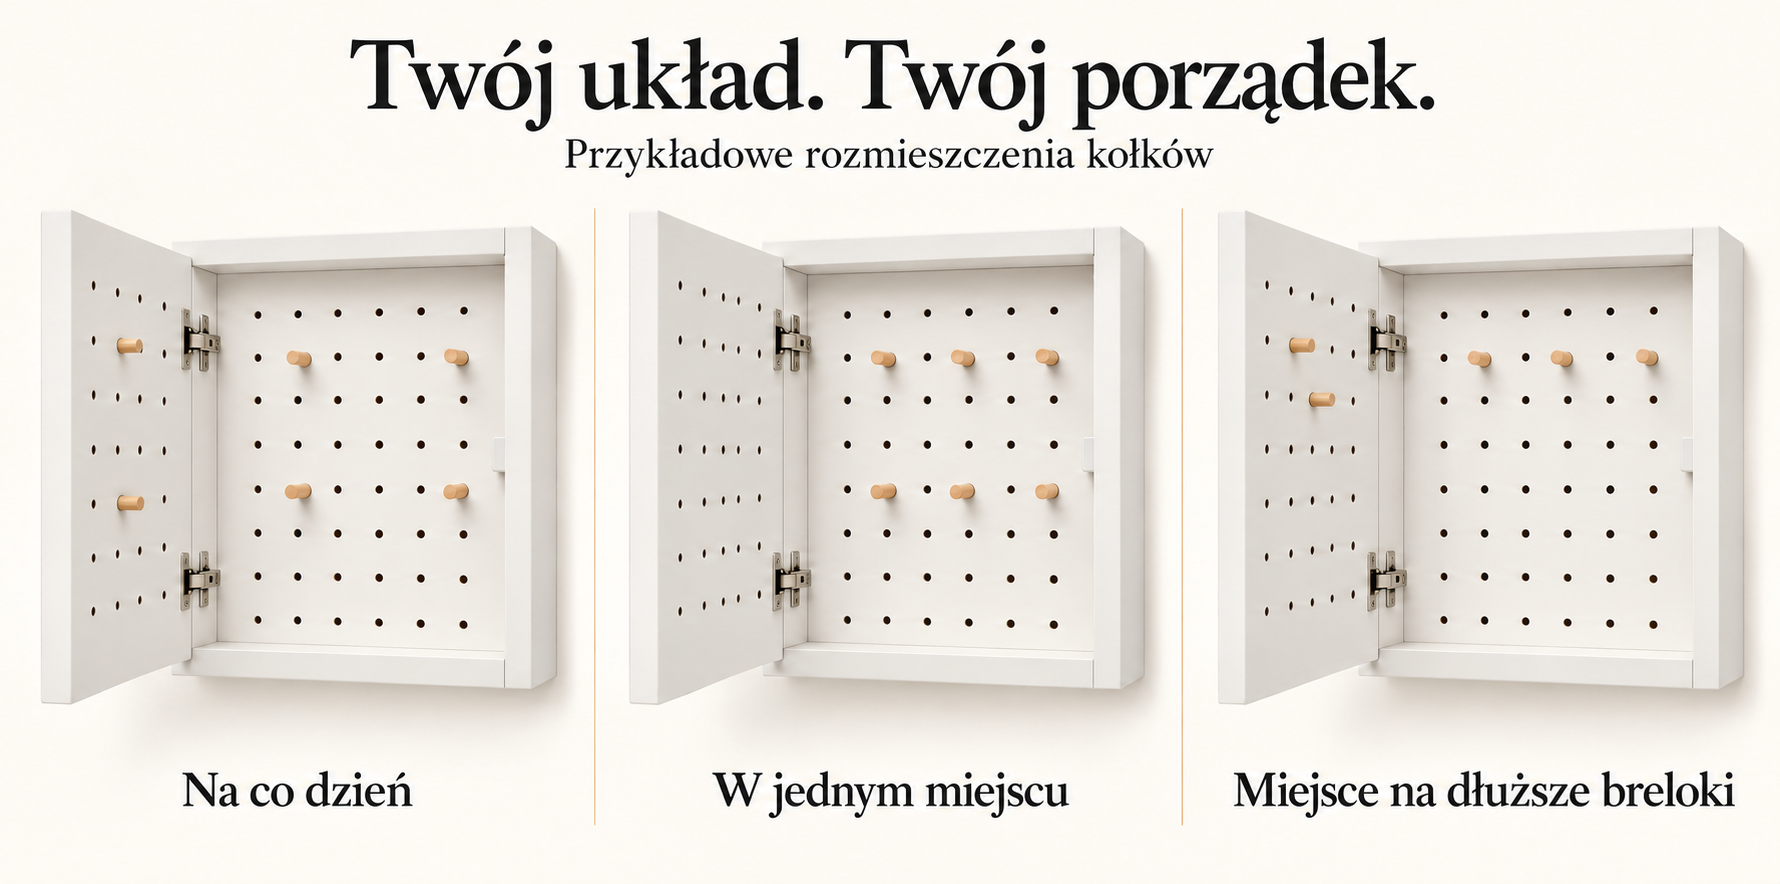 Twój układ. Twój porządek.
Przykładowe rozmieszczenia kołków
Na co dzień
W jednym miejscu
Miejsce na dłuższe breloki